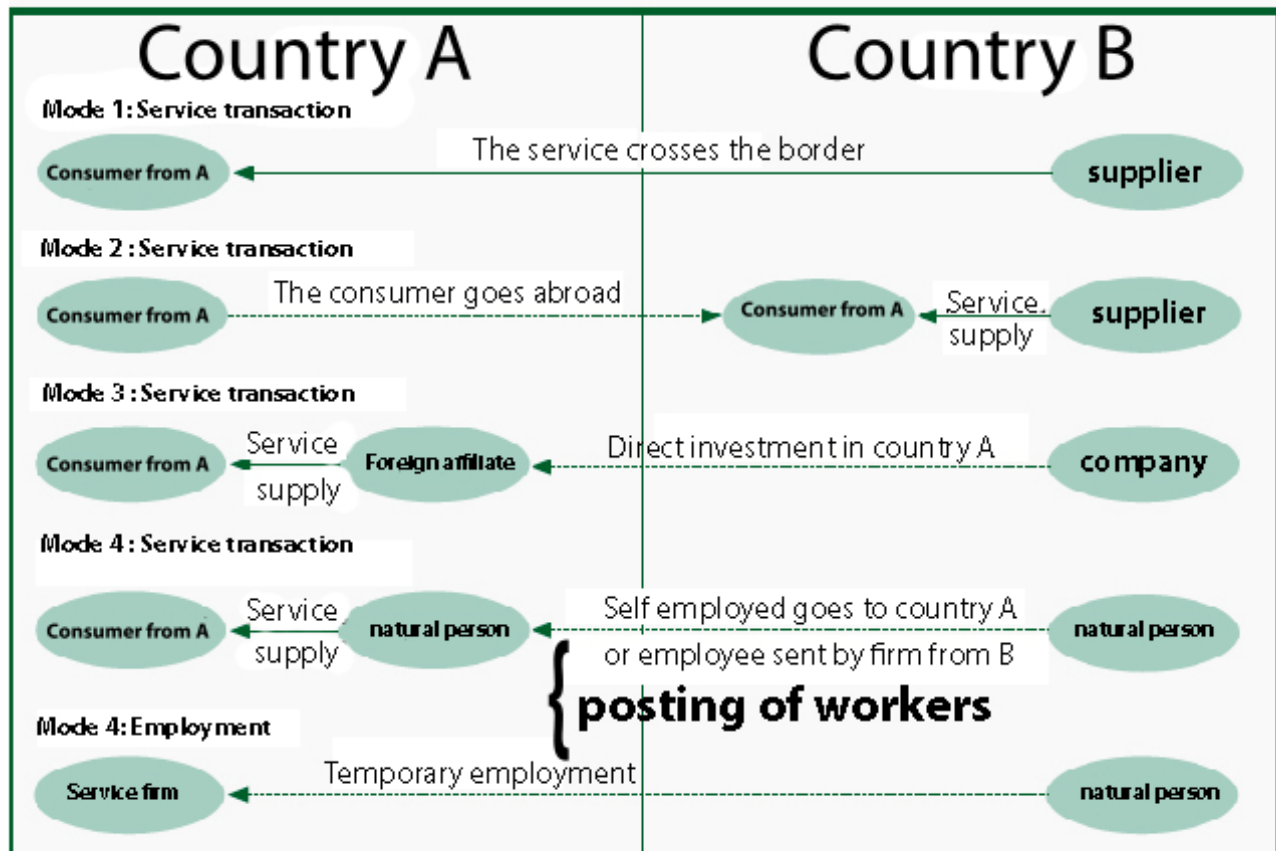 Country A
Country B
Mode 1: Service transaction
The service crosses the border
Consumer from A
supplier
Mode 2 : Service transaction
The consumer goes abroad
Consumer from A
Consumer from A
Service.
supply
supplier
Mode 3 : Service transaction
Consumer from A
Service
supply
Foreign affiliate
Direct investment in country A
company
Mode 4 : Service transaction
Consumer from A
Service
supply
natural person
Self employed goes to country A
or employee sent by firm from B
natural person
{ posting of workers
Mode 4: Employment
Service firm
Temporary employment
natural person